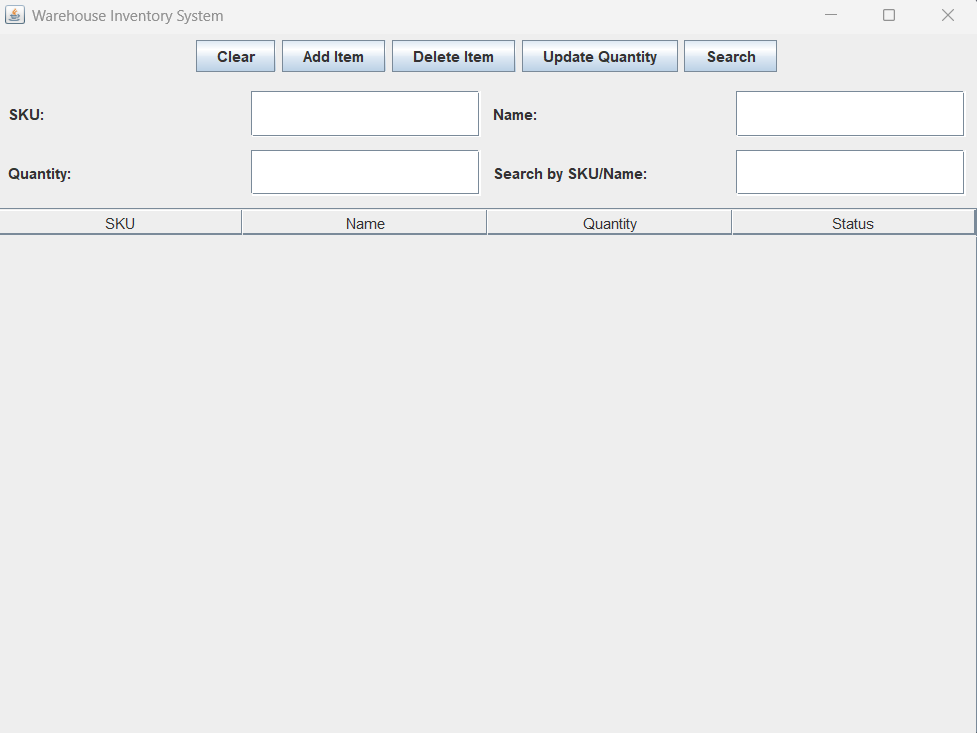 Warehouse Inventory System
Clear Add Item Delete Item Update Quantity Search
SKU: Name:
Quantity: Search by SKU/Name:
SKU Name Quantity Status